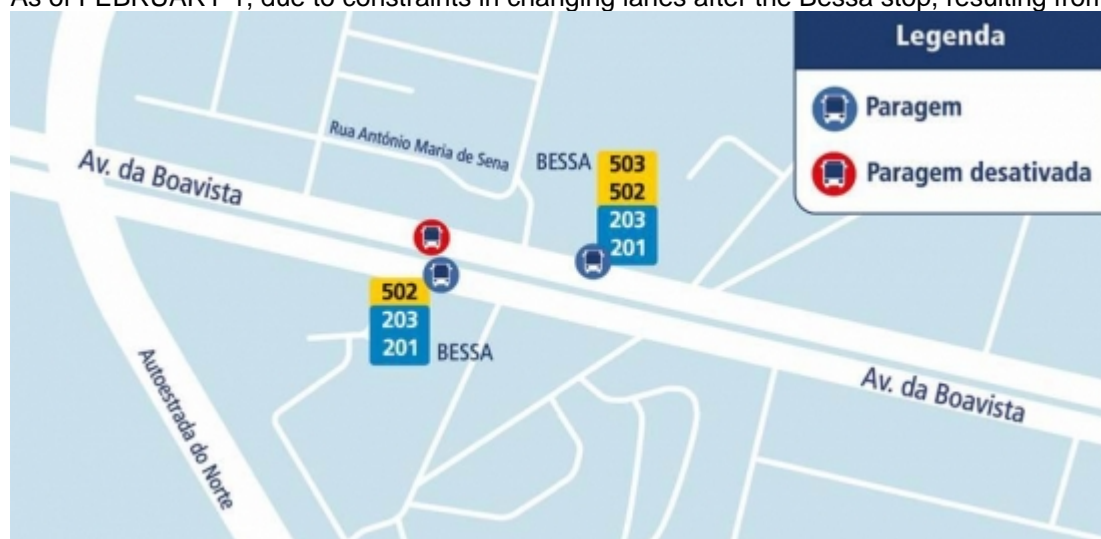 As of FEBRUARY 1, due to constraints in changing lanes after the Bessa stop, resulting from
Legenda
Paragem
Paragem desativada
Rua António Maria de Sena
BESSA
503
502
203
201
Av. da Boavista
502
203
201
BESSA
Autoestrada do Norte
Av. da Boavista